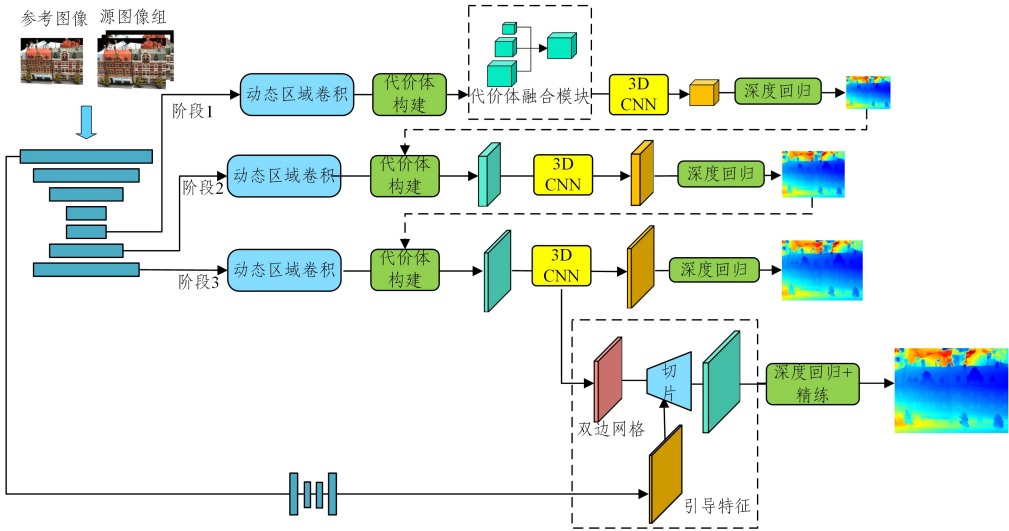 参考图像
源图像组
阶段1
动态区域卷积
代价体
构建
代价体融合模块
3D
CNN
深度回归
阶段2
动态区域卷积
代价体
构建
3D
CNN
深度回归
阶段3
动态区域卷积
代价体
构建
3D
CNN
深度回归
双边网格
切
片
深度回归+
精练
引导特征